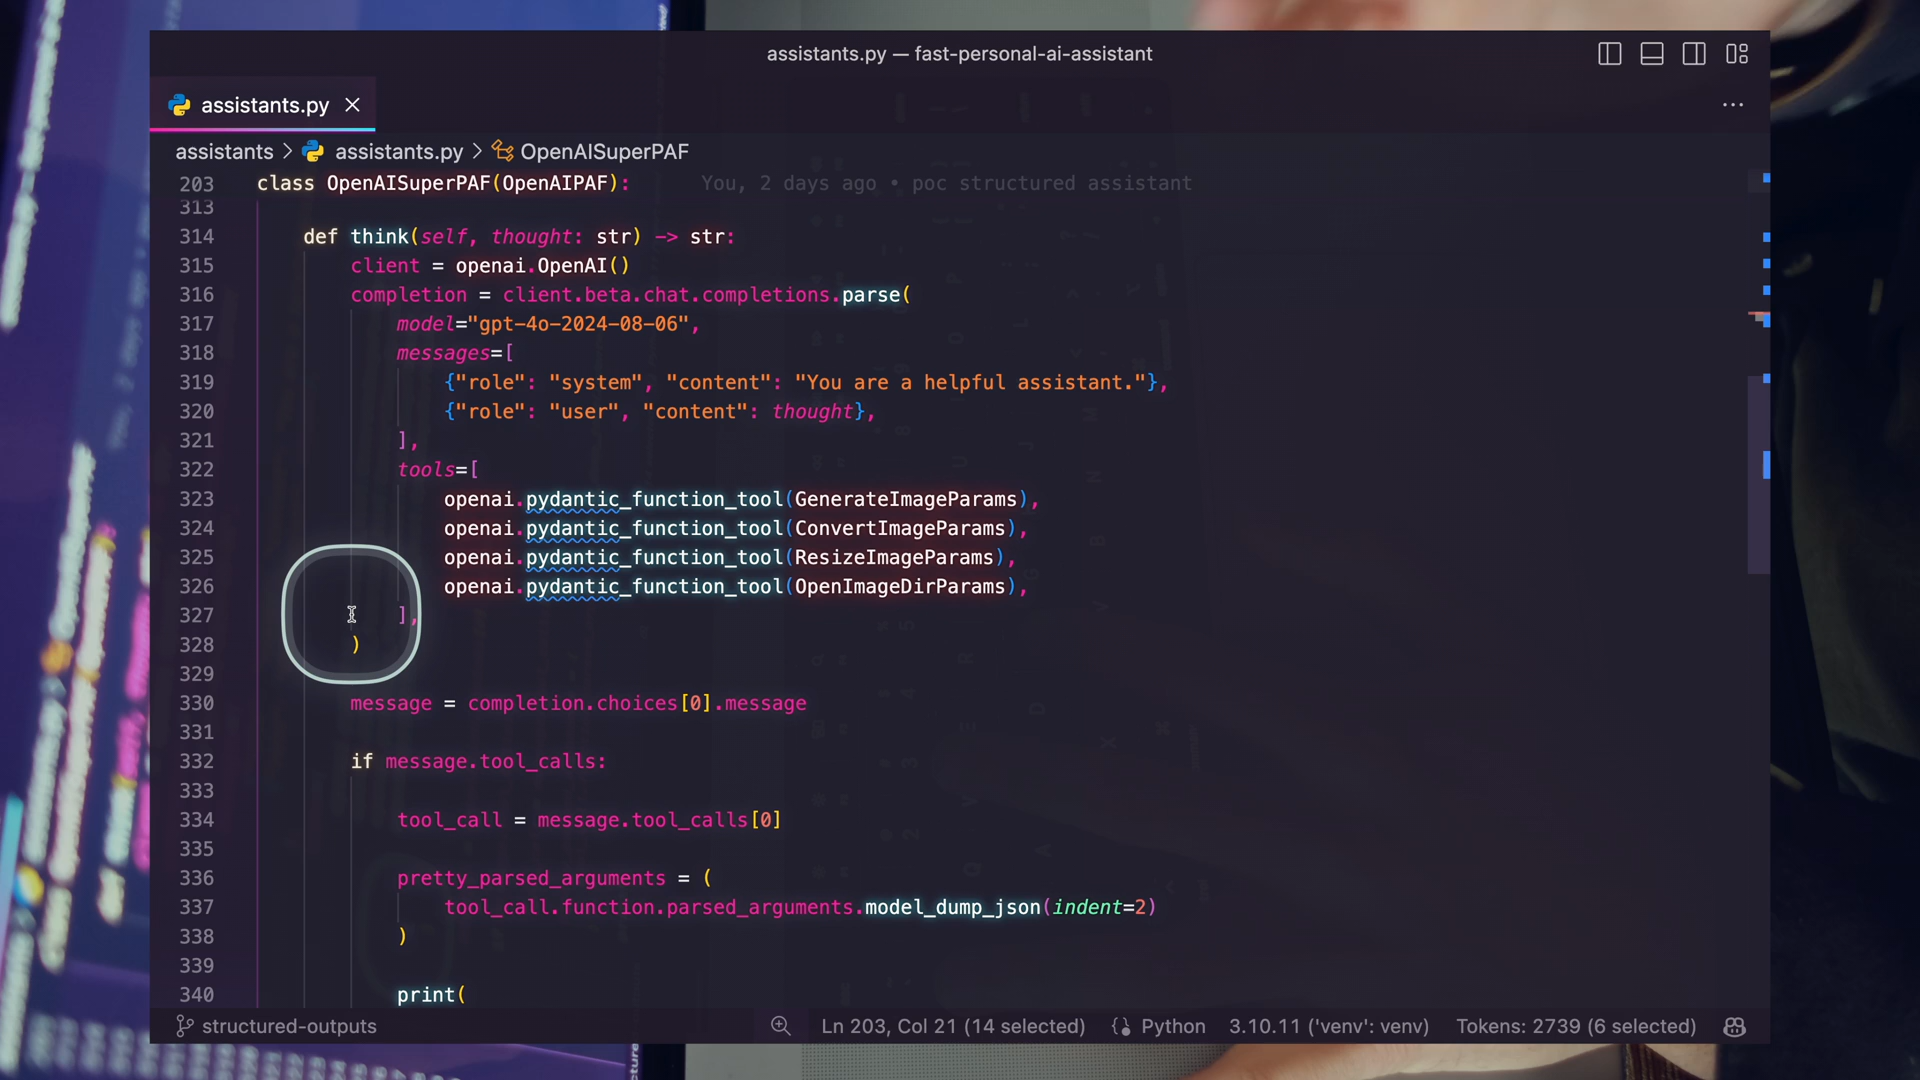 assistants.py — fast-personal-ai-assistant
assistants.py
assistants > assistants.py > OpenAISuperPAF
203 class OpenAISuperPAF(OpenAIPAF): You, 2 days ago • poc structured assistant
313
314 def think(self, thought: str) -> str:
315 client = openai.OpenAI()
316 completion = client.beta.chat.completions.parse(
317 model="gpt-4o-2024-08-06",
318 messages=[
319 {"role": "system", "content": "You are a helpful assistant."},
320 {"role": "user", "content": thought},
321 ],
322 tools=[
323 openai.pydantic_function_tool(GenerateImageParams),
324 openai.pydantic_function_tool(ConvertImageParams),
325 openai.pydantic_function_tool(ResizeImageParams),
326 openai.pydantic_function_tool(OpenImageDirParams),
327 ],
328 )
329
330 message = completion.choices[0].message
331
332 if message.tool_calls:
333
334 tool_call = message.tool_calls[0]
335
336 pretty_parsed_arguments = (
337 tool_call.function.parsed_arguments.model_dump_json(indent=2)
338 )
339
340 print(
structured-outputs Ln 203, Col 21 (14 selected) Python 3.10.11 ('venv': venv) Tokens: 2739 (6 selected)